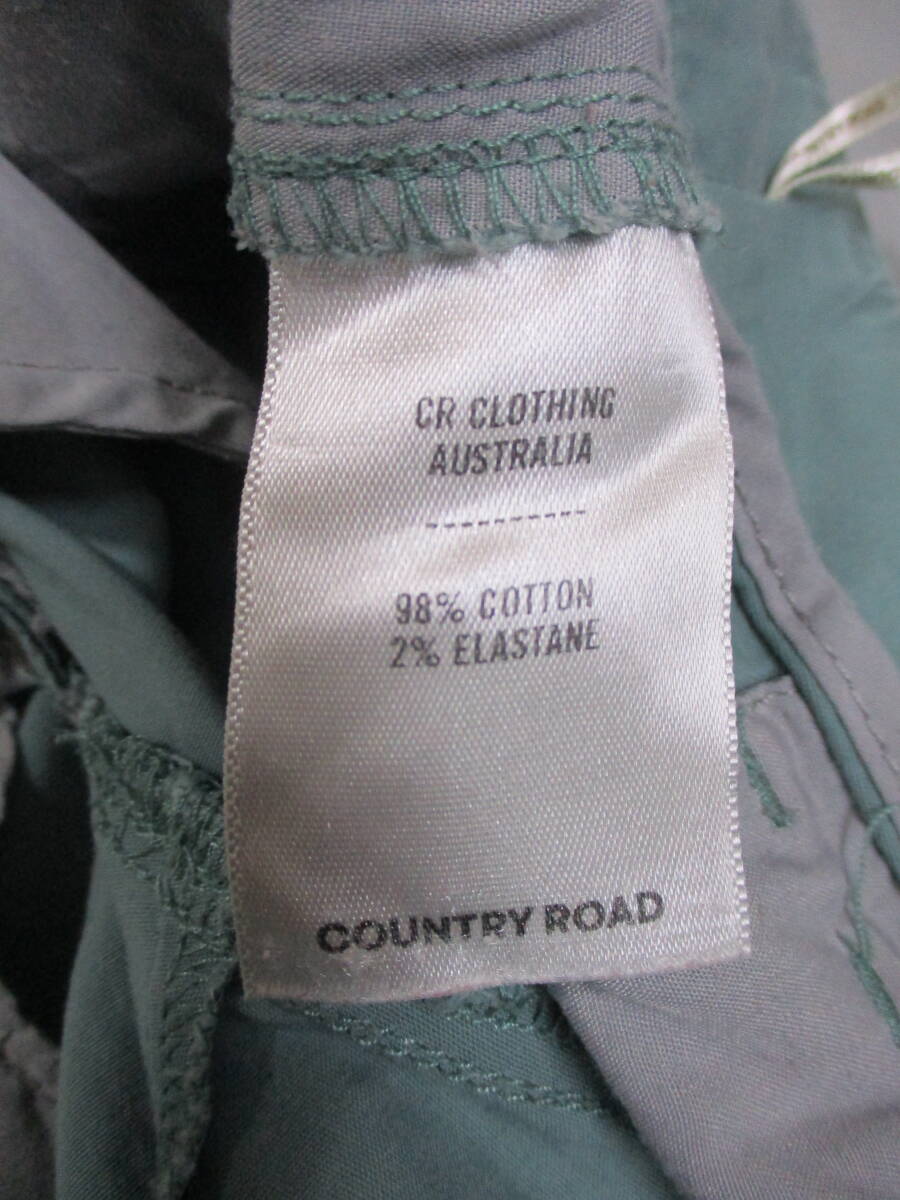 CR CLOTHING
AUSTRALIA
-----------
98% COTTON
2% ELASTANE
COUNTRY ROAD